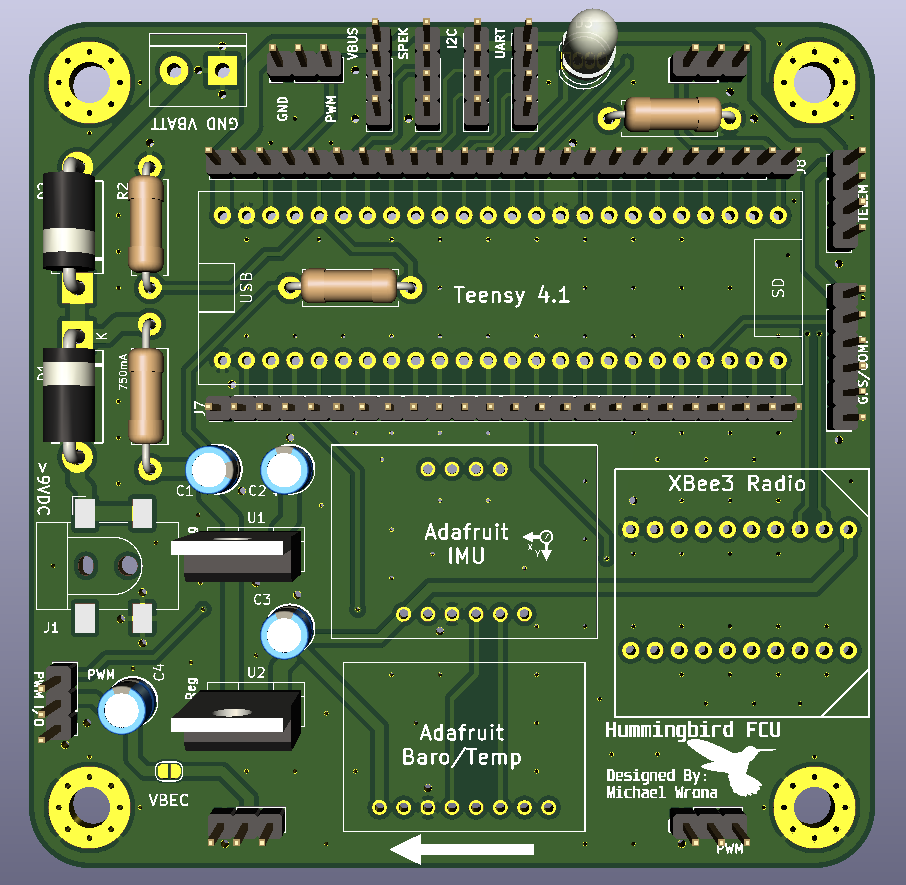 VBUS
SPEK
I2C
UART
GND
PWM
GND VBATT
J8
TELEM
R2
USB
Teensy 4.1
SD
K
750mA
J7
>9VDC
C1
C2
U1
XBee3 Radio
Adafruit
IMU
X
Y
C3
J1
U2
C4
PWM
PWM I/O
Reg
Adafruit
Baro/Temp
Hummingbird FCU
Designed By:
Michael Wrona
VBEC
PWM